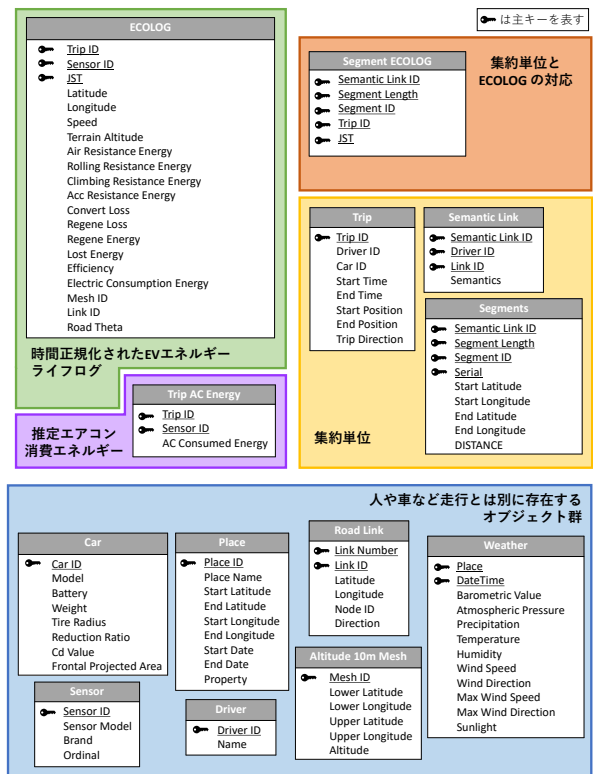 は主キーを表す
ECOLOG
Trip ID
Sensor ID
JST
Latitude
Longitude
Speed
Terrain Altitude
Air Resistance Energy
Rolling Resistance Energy
Climbing Resistance Energy
Acc Resistance Energy
Convert Loss
Regene Loss
Regene Energy
Lost Energy
Efficiency
Electric Consumption Energy
Mesh ID
Link ID
Road Theta
時間正規化されたEVエネルギー
ライフログ
Segment ECOLOG
Semantic Link ID
Segment Length
Segment ID
Trip ID
JST
集約単位と
ECOLOG の対応
Trip
Trip ID
Driver ID
Car ID
Start Time
End Time
Start Position
End Position
Trip Direction
Semantic Link
Semantic Link ID
Driver ID
Link ID
Semantics
Segments
Semantic Link ID
Segment Length
Segment ID
Serial
Start Latitude
Start Longitude
End Latitude
End Longitude
DISTANCE
集約単位
Trip AC Energy
Trip ID
Sensor ID
AC Consumed Energy
推定エアコン
消費エネルギー
人や車など走行とは別に存在する
オブジェクト群
Car
Car ID
Model
Battery
Weight
Tire Radius
Reduction Ratio
Cd Value
Frontal Projected Area
Place
Place ID
Place Name
Start Latitude
End Latitude
Start Longitude
End Longitude
Start Date
End Date
Property
Road Link
Link Number
Link ID
Latitude
Longitude
Node ID
Direction
Weather
Place
DateTime
Barometric Value
Atmospheric Pressure
Precipitation
Temperature
Humidity
Wind Speed
Wind Direction
Max Wind Speed
Max Wind Direction
Sunlight
Sensor
Sensor ID
Sensor Model
Brand
Ordinal
Driver
Driver ID
Name
Altitude 10m Mesh
Mesh ID
Lower Latitude
Lower Longitude
Upper Latitude
Upper Longitude
Altitude